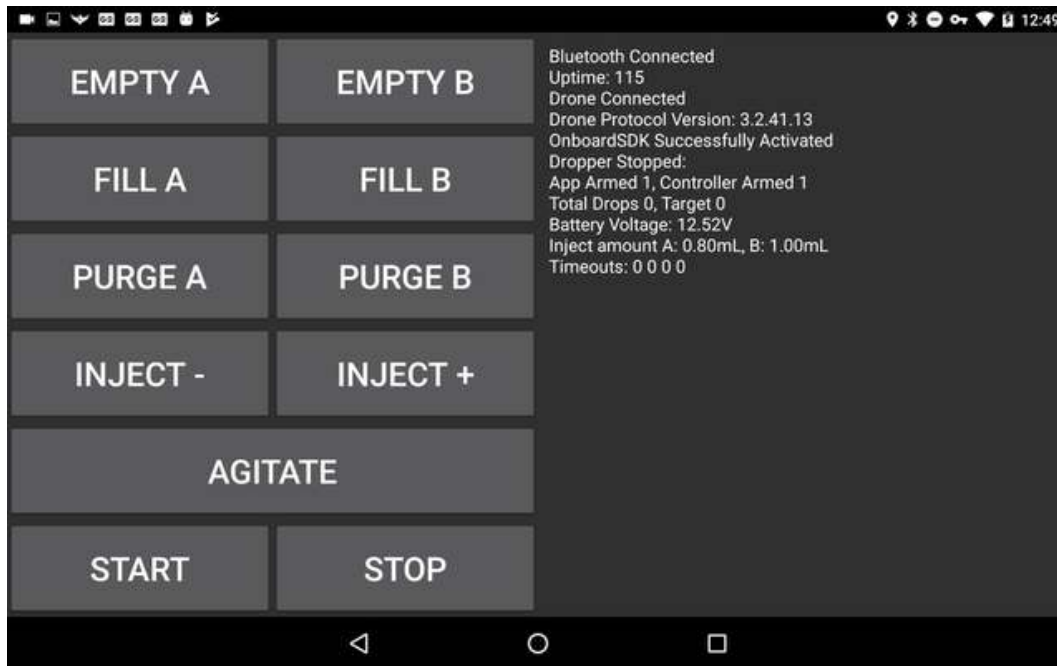 12:49
EMPTY A
EMPTY B
FILL A
FILL B
PURGE A
PURGE B
INJECT -
INJECT +
AGITATE
START
STOP
Bluetooth Connected
Uptime: 115
Drone Connected
Drone Protocol Version: 3.2.41.13
OnboardSDK Successfully Activated
Dropper Stopped:
App Armed 1, Controller Armed 1
Total Drops 0, Target 0
Battery Voltage: 12.52V
Inject amount A: 0.80mL, B: 1.00mL
Timeouts: 0 0 0 0